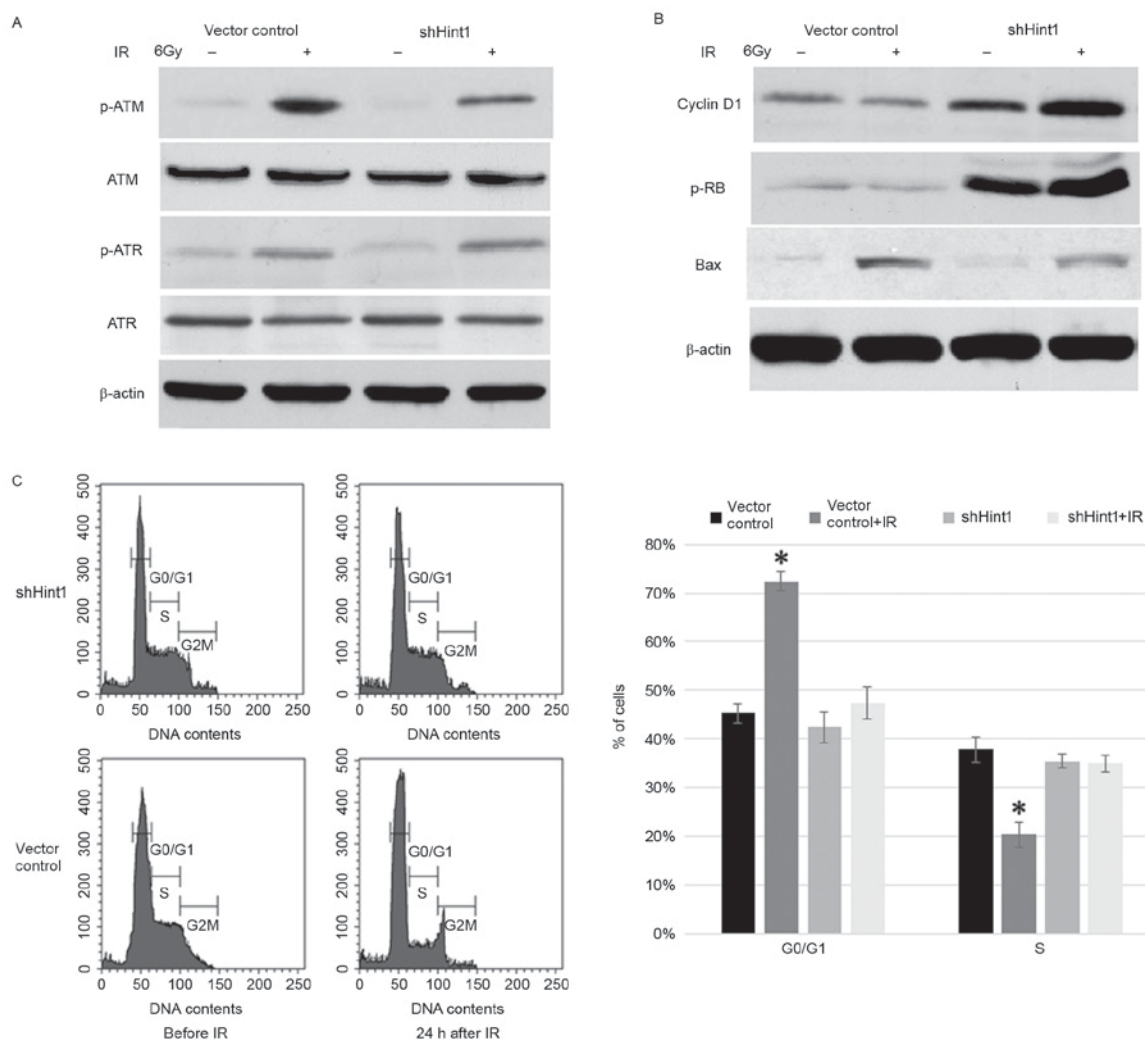 A
Vector control shHint1
IR 6Gy – + – +
p-ATM
ATM
p-ATR
ATR
β-actin
B
Vector control shHint1
IR 6Gy – + – +
Cyclin D1
p-RB
Bax
β-actin
C
shHint1
500
400
300
200
100
0
G0/G1
S
G2M
0 50 100 150 200 250
DNA contents
500
400
300
200
100
0
G0/G1
S
G2M
0 50 100 150 200 250
DNA contents
Vector
control
500
400
300
200
100
0
G0/G1
S
G2M
0 50 100 150 200 250
DNA contents
Before IR
500
400
300
200
100
0
G0/G1
S
G2M
0 50 100 150 200 250
DNA contents
24 h after IR
Vector
control
Vector
control+IR
shHint1
shHint1+IR
% of cells
80%
70%
60%
50%
40%
30%
20%
10%
0%
*
*
G0/G1 S